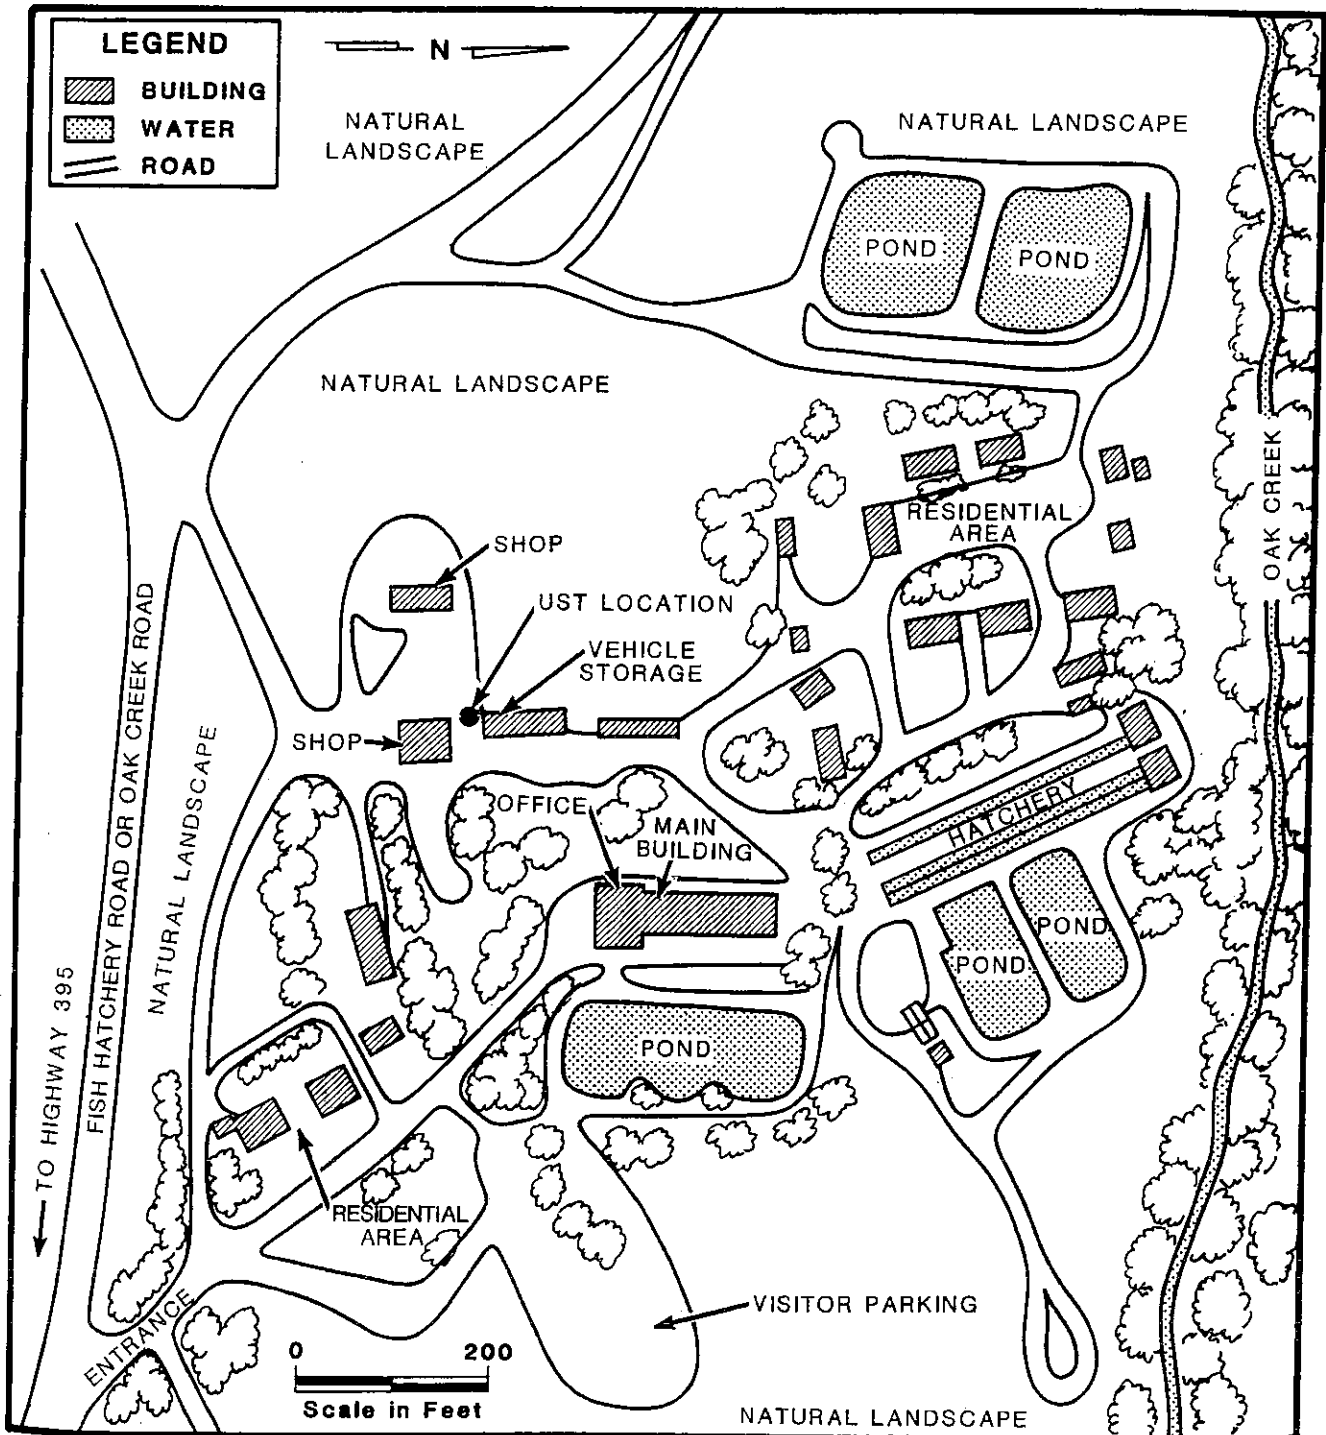 LEGEND
BUILDING
WATER
ROAD
N
NATURAL
LANDSCAPE
NATURAL LANDSCAPE
POND
POND
NATURAL LANDSCAPE
OAK CREEK
RESIDENTIAL
AREA
SHOP
UST LOCATION
VEHICLE
STORAGE
SHOP
OFFICE
MAIN
BUILDING
HATCHERY
POND
POND
POND
NATURAL LANDSCAPE
FISH HATCHERY ROAD OR OAK CREEK ROAD
TO HIGHWAY 395
RESIDENTIAL
AREA
ENTRANCE
VISITOR PARKING
0 200
Scale in Feet
NATURAL LANDSCAPE